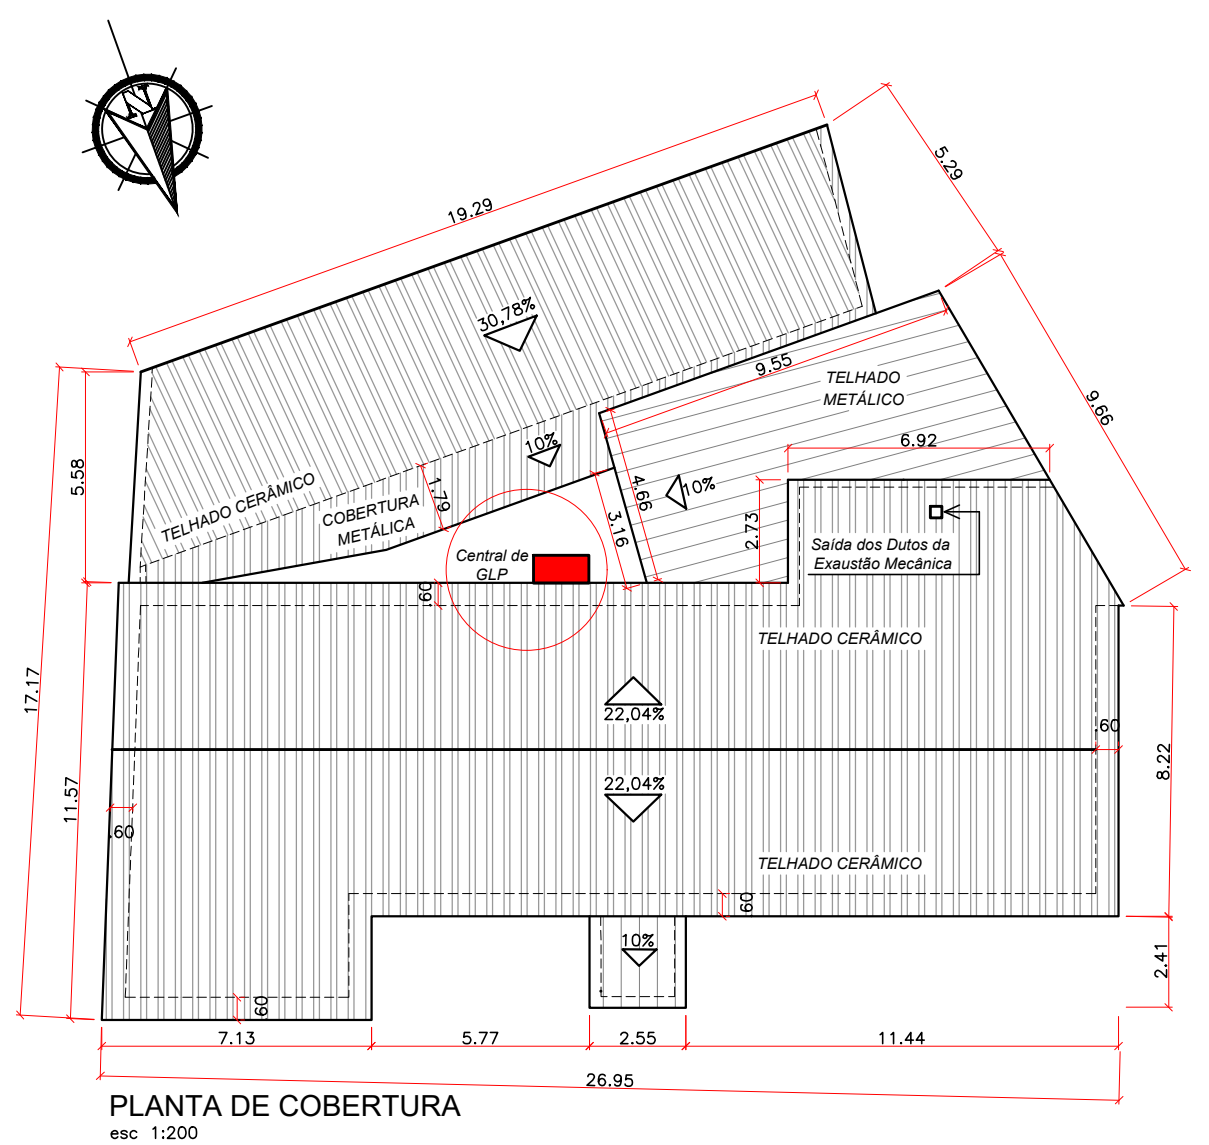 N
19.29
5.29
30,78%
9.55
TELHADO
METÁLICO
9.66
6.92
10%
5.58
1.79
4.66
10%
TELHADO CERÂMICO
COBERTURA
METÁLICA
3.16
2.73
Saída dos Dutos da
Exaustão Mecânica
Central de
GLP
.60
TELHADO CERÂMICO
17.17
22,04%
.60
8.22
11.57
22,04%
.60
TELHADO CERÂMICO
.60
10%
2.41
.60
7.13
5.77
2.55
11.44
26.95
PLANTA DE COBERTURA
esc 1:200